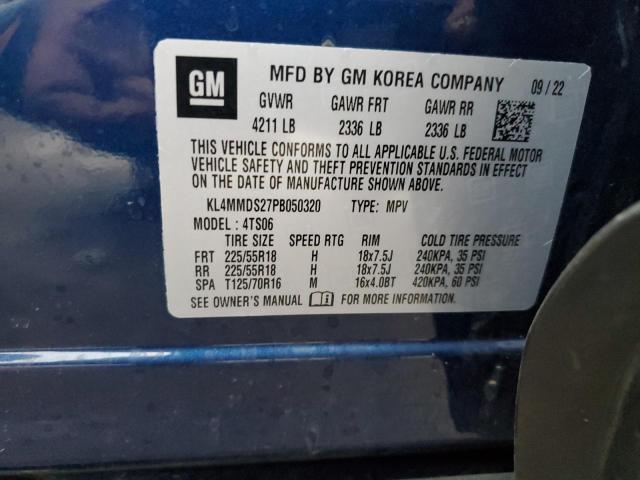 GM MFD BY GM KOREA COMPANY 09/22
GVWR GAWR FRT GAWR RR
4211 LB 2336 LB 2336 LB
THIS VEHICLE CONFORMS TO ALL APPLICABLE U.S. FEDERAL MOTOR
VEHICLE SAFETY AND THEFT PREVENTION STANDARDS IN EFFECT ON
THE DATE OF MANUFACTURE SHOWN ABOVE.
KL4MMDS27PB050320 TYPE: MPV
MODEL: 4TS06
TIRE SIZE SPEED RTG RIM COLD TIRE PRESSURE
FRT 225/55R18 H 18x7.5J 240KPA, 35 PSI
RR 225/55R18 H 18x7.5J 240KPA, 35 PSI
SPA T125/70R16 M 16x4.0BT 420KPA, 60 PSI
SEE OWNER'S MANUAL FOR MORE INFORMATION.